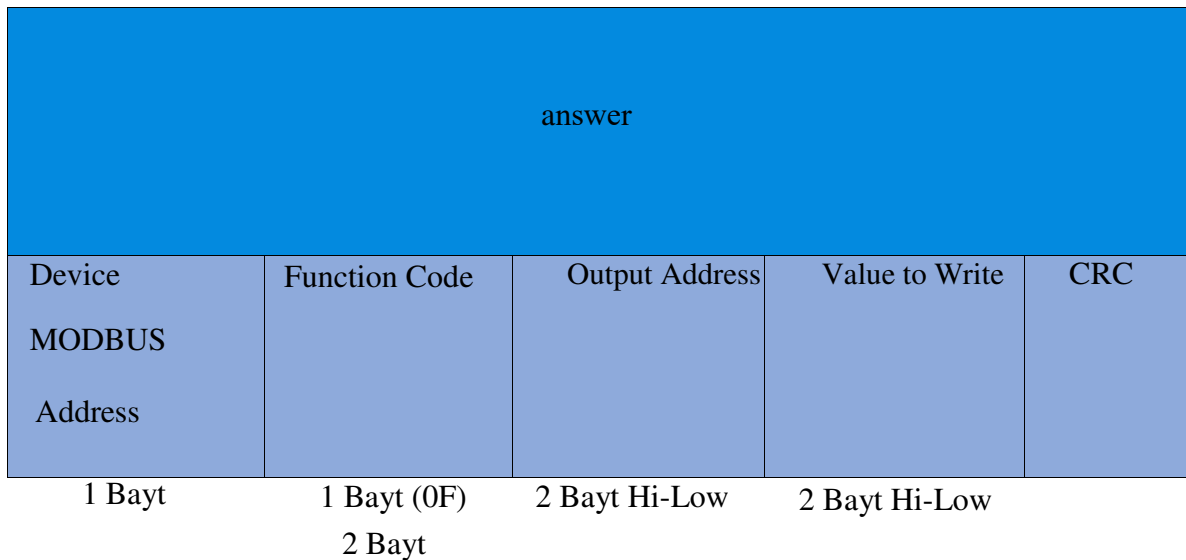 answer
Device
MODBUS
Address
Function Code
Output Address
Value to Write
CRC
1 Bayt
1 Bayt (0F)
2 Bayt Hi-Low
2 Bayt Hi-Low
2 Bayt